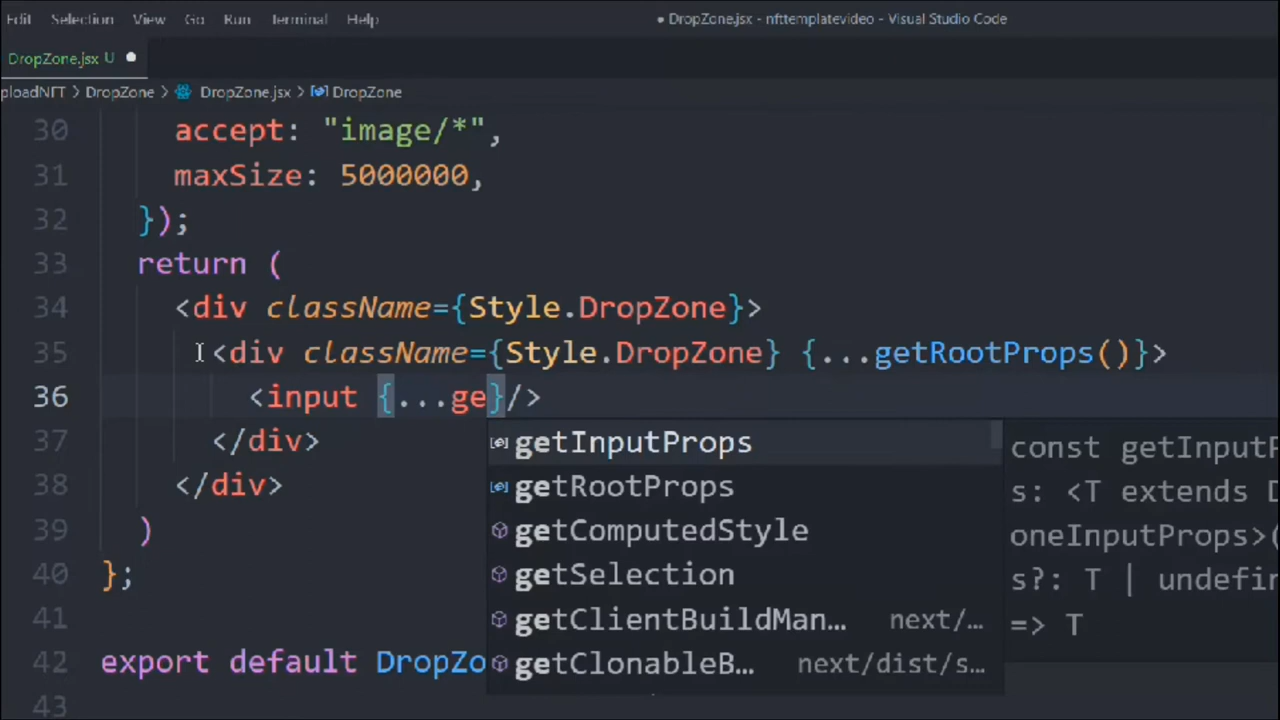 Edit Selection View Go Run Terminal Help ● DropZone.jsx - nfttemplatevideo - Visual Studio Code
DropZone.jsx U ●
ploadNFT > DropZone > DropZone.jsx > DropZone
30 accept: "image/*",
31 maxSize: 5000000,
32 });
33 return (
34 <div className={Style.DropZone}>
35 <div className={Style.DropZone} {...getRootProps()}>
36 <input {...ge}/>
37 </div>
38 </div>
39 )
40 };
41
42 export default DropZo
43
getInputProps
getRootProps
getComputedStyle
getSelection
getClientBuildMan… next/…
getClonableB… next/dist/s…
const getInputP
s: <T extends D
oneInputProps>(
s?: T | undefin
=> T